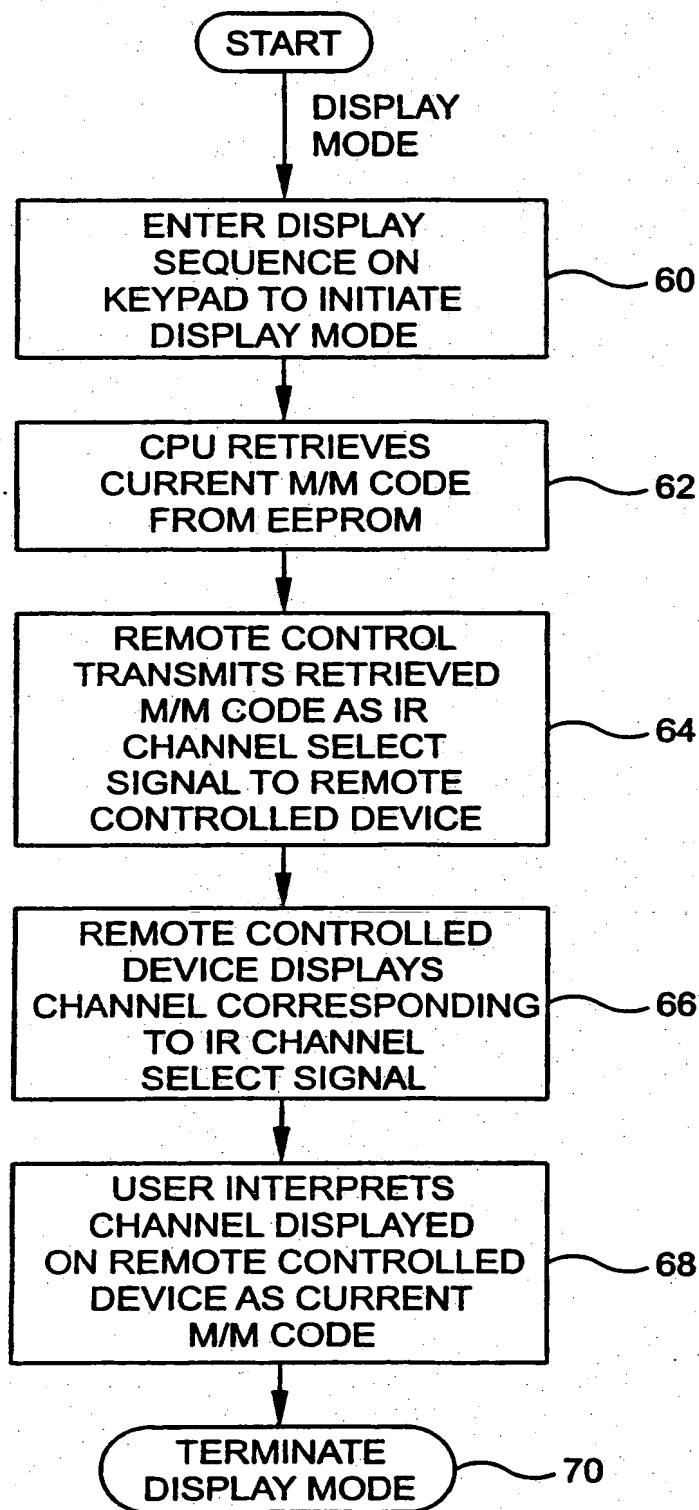 START
DISPLAY
MODE
ENTER DISPLAY
SEQUENCE ON
KEYPAD TO INITIATE
DISPLAY MODE
60
CPU RETRIEVES
CURRENT M/M CODE
FROM EEPROM
62
REMOTE CONTROL
TRANSMITS RETRIEVED
M/M CODE AS IR
CHANNEL SELECT
SIGNAL TO REMOTE
CONTROLLED DEVICE
64
REMOTE CONTROLLED
DEVICE DISPLAYS
CHANNEL CORRESPONDING
TO IR CHANNEL
SELECT SIGNAL
66
USER INTERPRETS
CHANNEL DISPLAYED
ON REMOTE CONTROLLED
DEVICE AS CURRENT
M/M CODE
68
TERMINATE
DISPLAY MODE
70